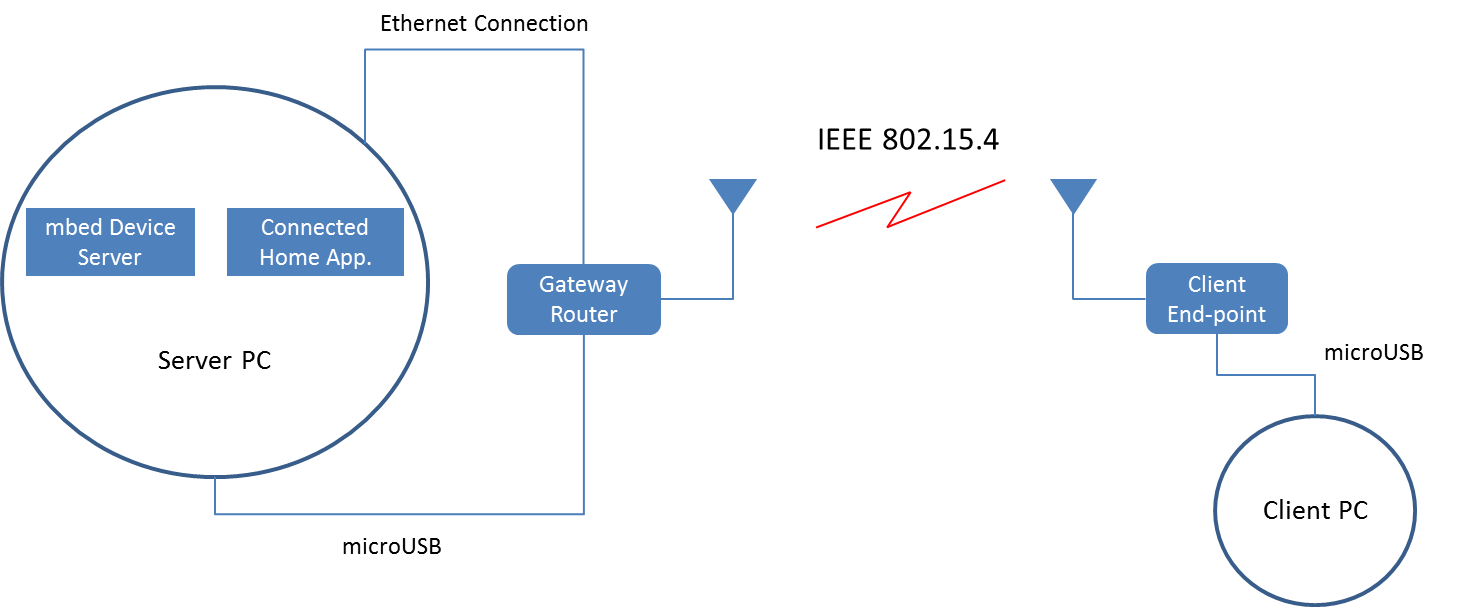 Ethernet Connection
IEEE 802.15.4
mbed Device
Server
Connected
Home App.
Server PC
Gateway
Router
Client
End-point
microUSB
microUSB
Client PC